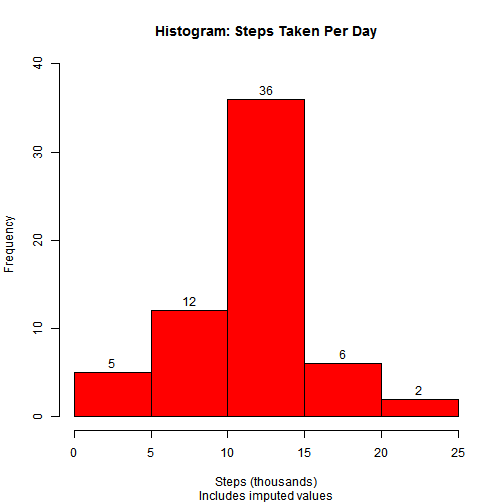 Histogram: Steps Taken Per Day
40
30
20
10
0
Frequency
5
12
36
6
2
0 5 10 15 20 25
Steps (thousands)
Includes imputed values